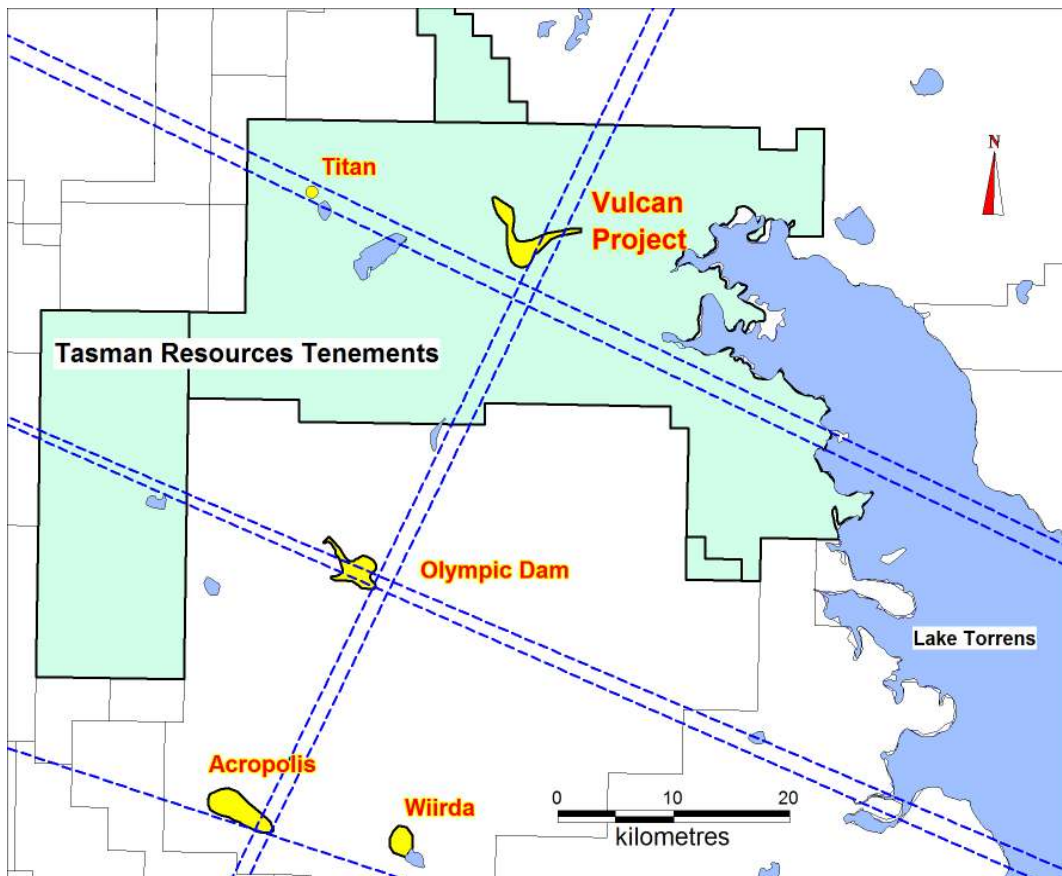 N
Titan
Vulcan
Project
Tasman Resources Tenements
Olympic Dam
Lake Torrens
Acropolis
Wiirda
0 10 20
kilometres